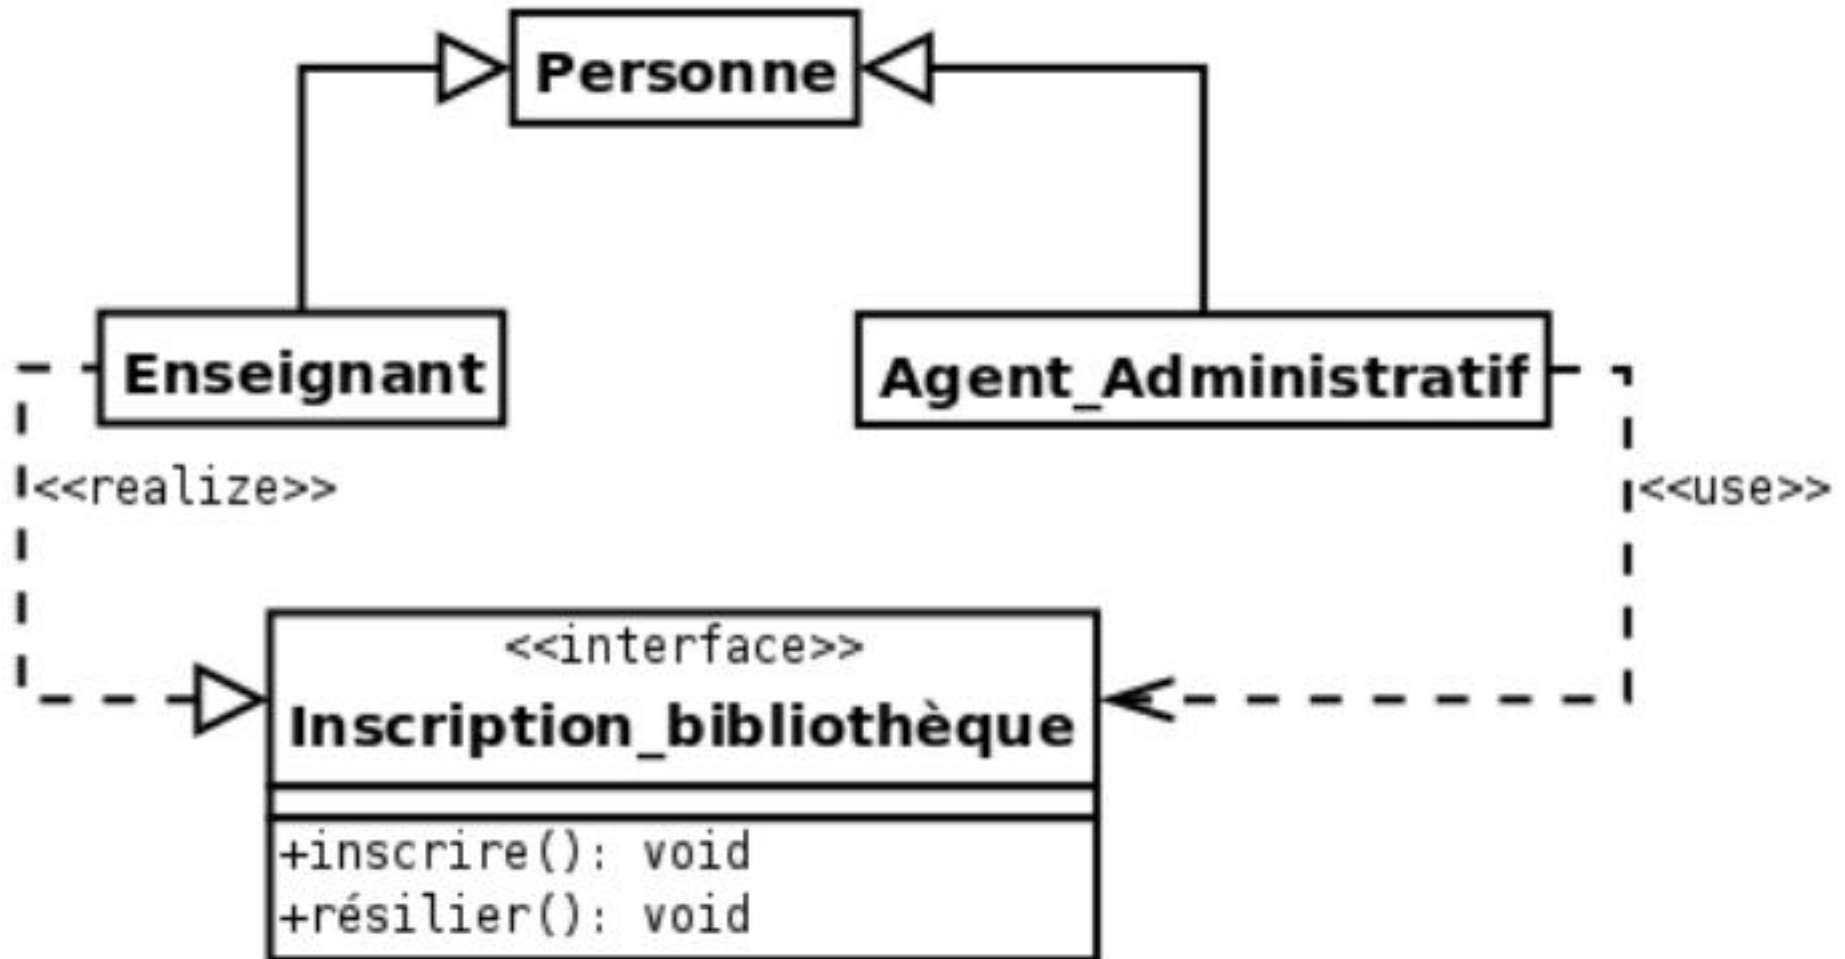 Personne
Enseignant
Agent_Administratif
<<realize>>
<<use>>
<<interface>>
Inscription_bibliothèque
+inscrire(): void
+résilier(): void